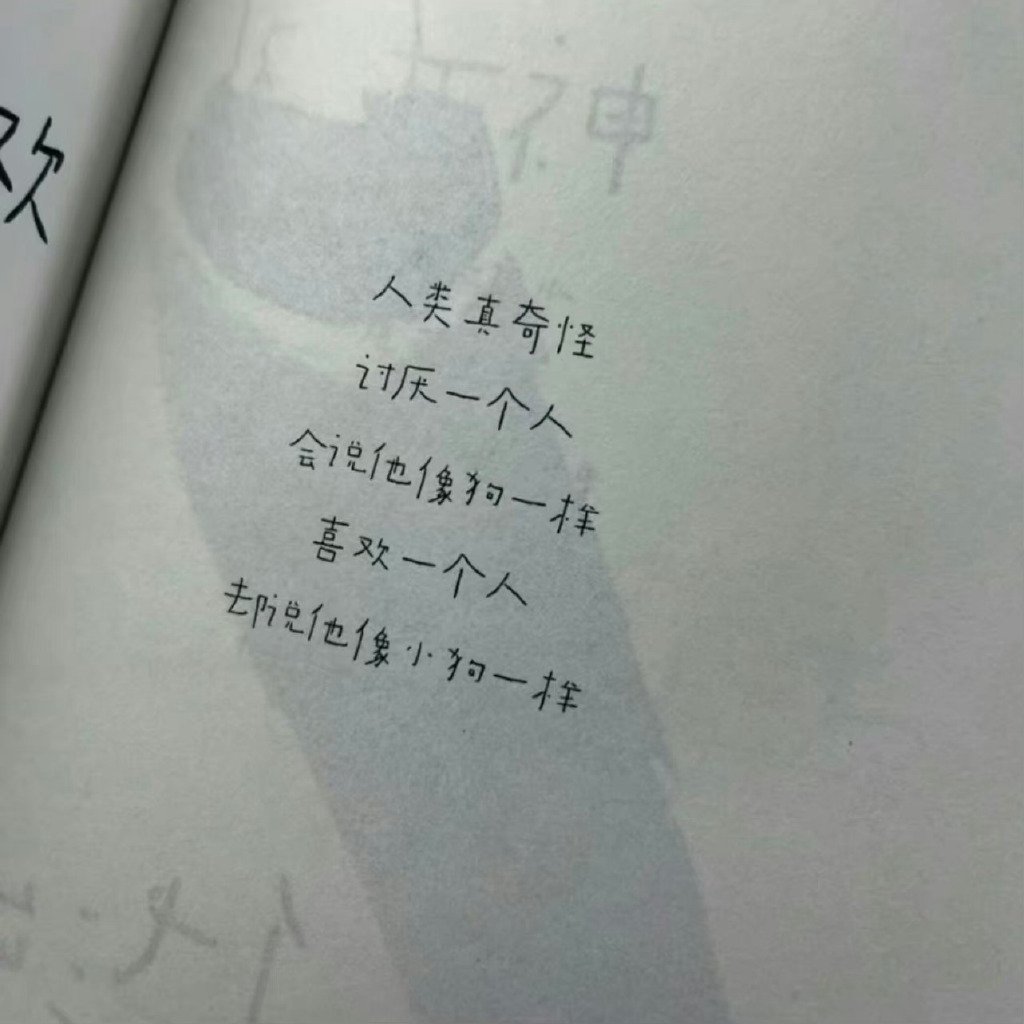 欢
人类真奇怪
讨厌一个人
会说他像狗一样
喜欢一个人
却说他像小狗一样